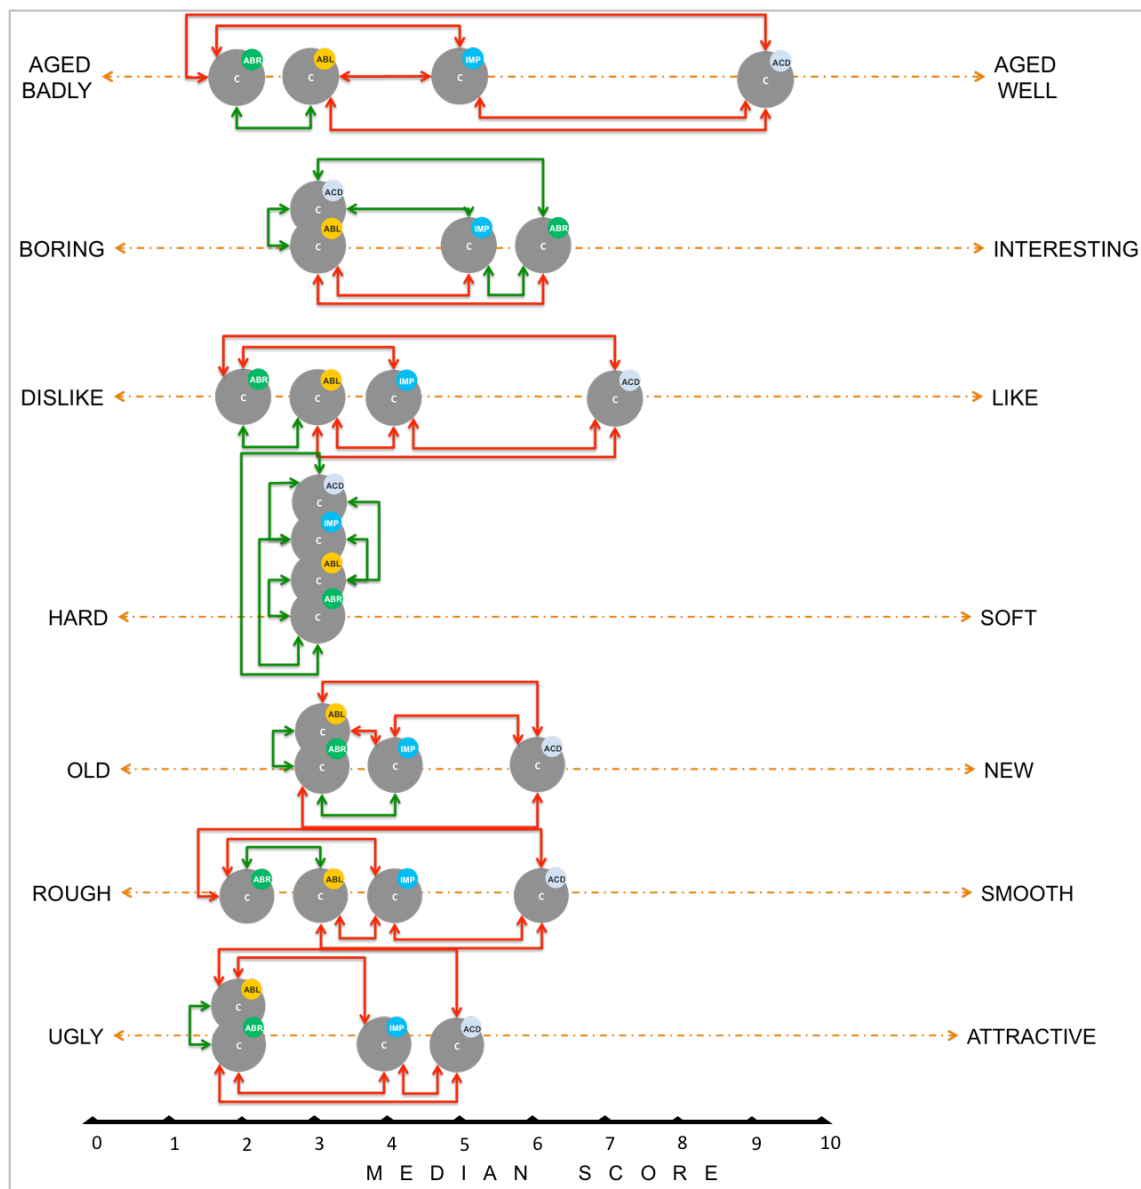 ABR ABL IMP ACD
C C C C
AGED BADLY
AGED WELL
ACD
C
ABL IMP ABR
C C C
BORING
INTERESTING
ABR ABL IMP ACD
C C C C
DISLIKE
LIKE
ACD
C
IMP
C
ABL
C
ABR
C
HARD
SOFT
ABL
C
ABR IMP ACD
C C C
OLD
NEW
ABR ABL IMP ACD
C C C C
ROUGH
SMOOTH
ABL
C
ABR IMP ACD
C C C
UGLY
ATTRACTIVE
0 1 2 3 4 5 6 7 8 9 10
MEDIAN SCORE